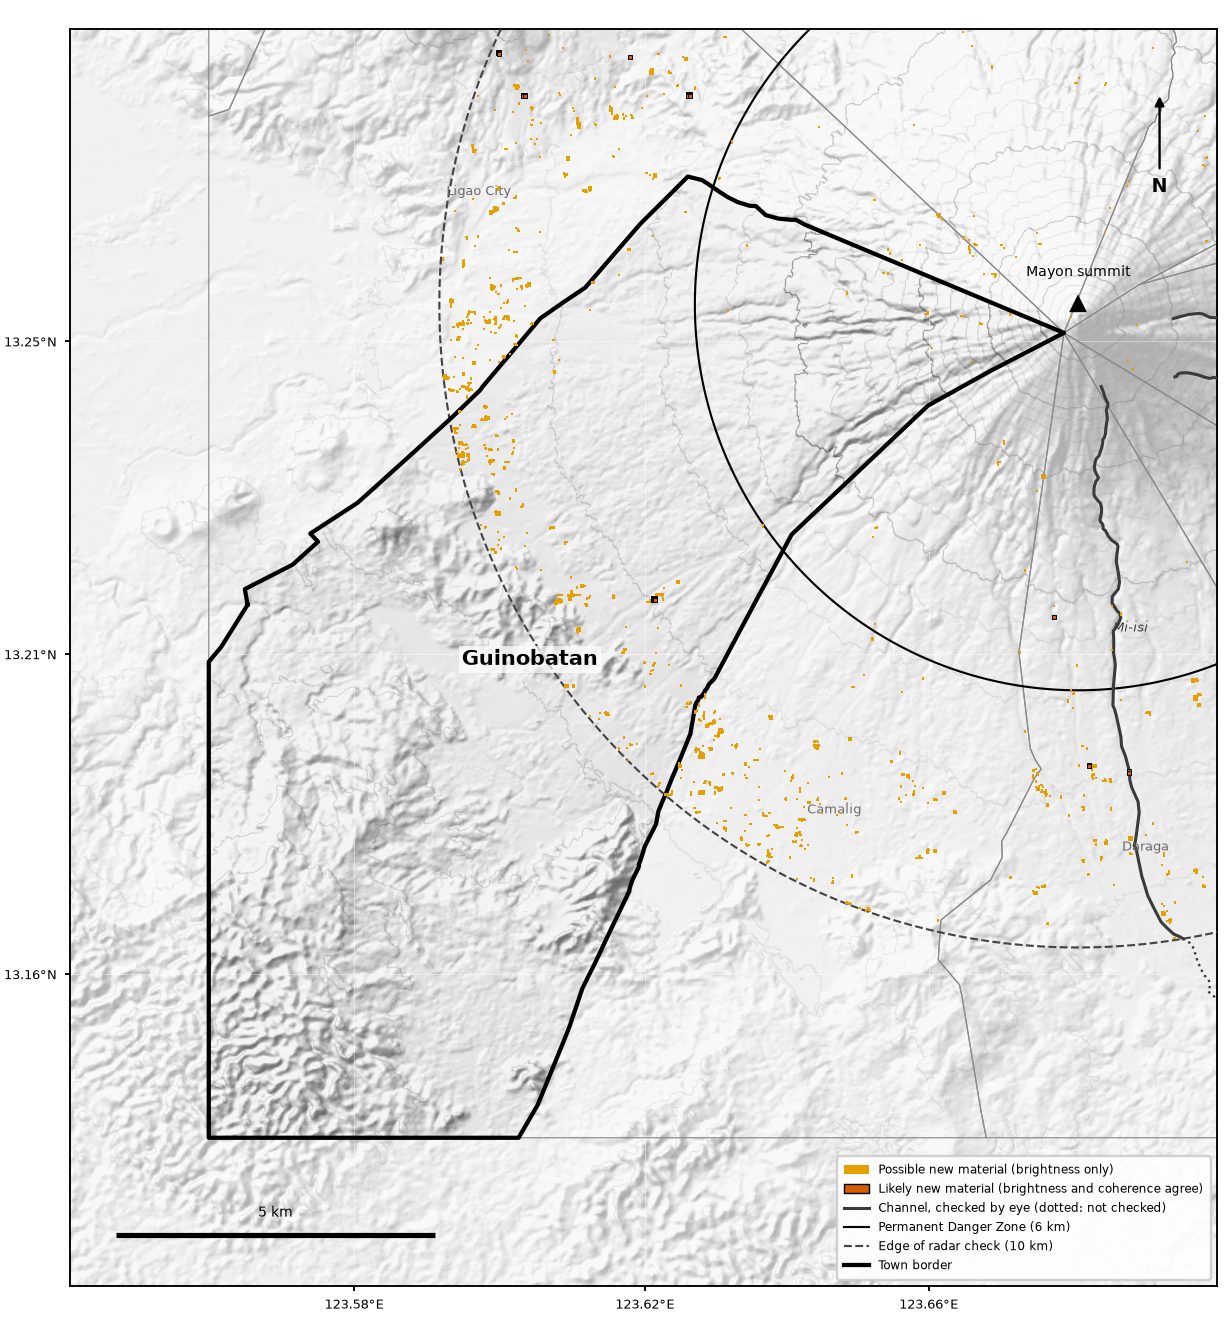 N
Ligao City
Mayon summit
13.25°N
Mi-isi
13.21°N
Guinobatan
Camalig
Daraga
13.16°N
Possible new material (brightness only)
Likely new material (brightness and coherence agree)
Channel, checked by eye (dotted: not checked)
Permanent Danger Zone (6 km)
Edge of radar check (10 km)
Town border
5 km
123.58°E
123.62°E
123.66°E